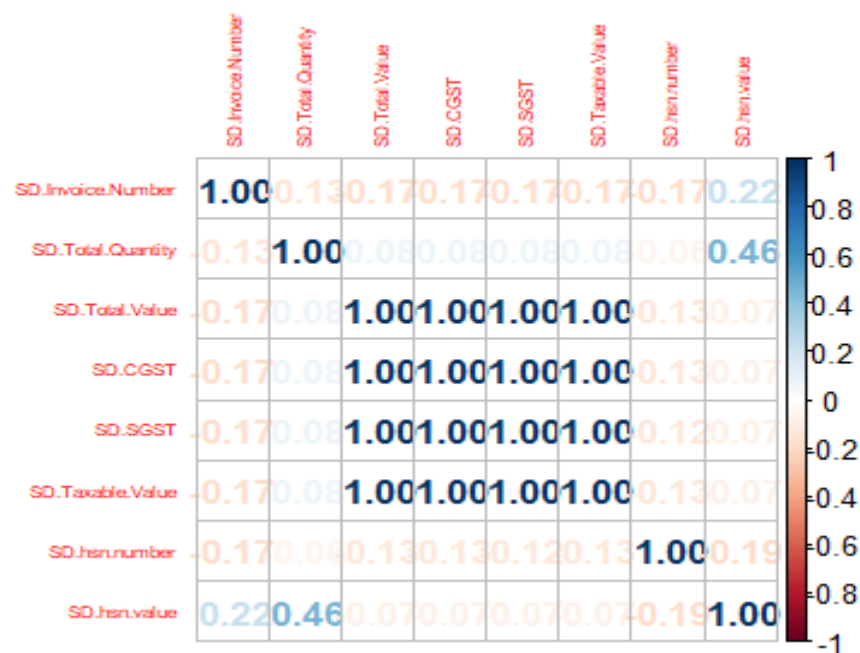 SD.Invoice.Number
SD.Total.Quantity
SD.Total.Value
SD.CGST
SD.SGST
SD.Taxable.Value
SD.hsn.number
SD.hsn.value
SD.Invoice.Number 1.00 -0.13 -0.17 -0.17 -0.17 -0.17 -0.17 0.22
SD.Total.Quantity -0.13 1.00 0.08 0.08 0.08 0.08 -0.06 0.46
SD.Total.Value -0.17 0.08 1.00 1.00 1.00 1.00 -0.13 -0.07
SD.CGST -0.17 0.08 1.00 1.00 1.00 1.00 -0.13 -0.07
SD.SGST -0.17 0.08 1.00 1.00 1.00 1.00 -0.12 -0.07
SD.Taxable.Value -0.17 0.08 1.00 1.00 1.00 1.00 -0.13 -0.07
SD.hsn.number -0.17 -0.06 -0.13 -0.13 -0.12 -0.13 1.00 -0.19
SD.hsn.value 0.22 0.46 -0.07 -0.07 -0.07 -0.07 -0.19 1.00
1
0.8
0.6
0.4
0.2
0
-0.2
-0.4
-0.6
-0.8
-1